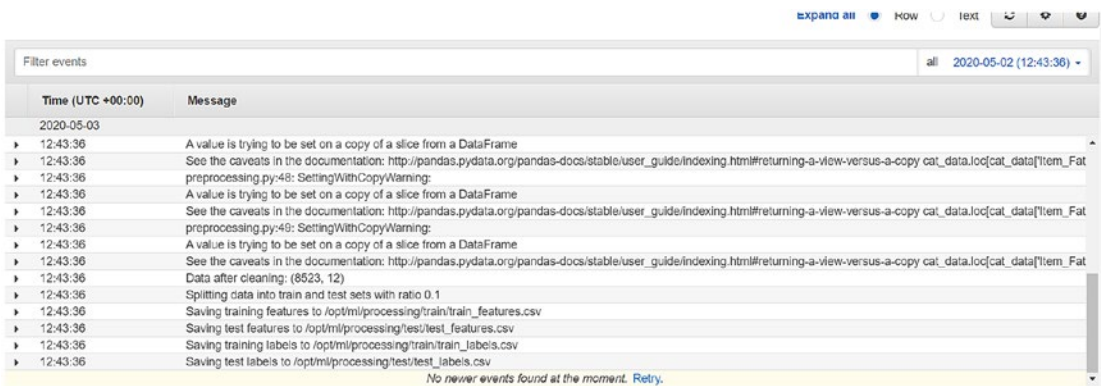 Expand all Row Text
Filter events all 2020-05-02 (12:43:36)
Time (UTC +00:00) Message
2020-05-03
12:43:36 A value is trying to be set on a copy of a slice from a DataFrame
12:43:36 See the caveats in the documentation: http://pandas.pydata.org/pandas-docs/stable/user_guide/indexing.html#returning-a-view-versus-a-copy cat_data.loc[cat_data['Item_Fat
12:43:36 preprocessing.py:48: SettingWithCopyWarning:
12:43:36 A value is trying to be set on a copy of a slice from a DataFrame
12:43:36 See the caveats in the documentation: http://pandas.pydata.org/pandas-docs/stable/user_guide/indexing.html#returning-a-view-versus-a-copy cat_data.loc[cat_data['Item_Fat
12:43:36 preprocessing.py:49: SettingWithCopyWarning:
12:43:36 A value is trying to be set on a copy of a slice from a DataFrame
12:43:36 See the caveats in the documentation: http://pandas.pydata.org/pandas-docs/stable/user_guide/indexing.html#returning-a-view-versus-a-copy cat_data.loc[cat_data['Item_Fat
12:43:36 Data after cleaning: (8523, 12)
12:43:36 Splitting data into train and test sets with ratio 0.1
12:43:36 Saving training features to /opt/ml/processing/train/train_features.csv
12:43:36 Saving test features to /opt/ml/processing/test/test_features.csv
12:43:36 Saving training labels to /opt/ml/processing/train/train_labels.csv
12:43:36 Saving test labels to /opt/ml/processing/test/test_labels.csv
No newer events found at the moment. Retry.